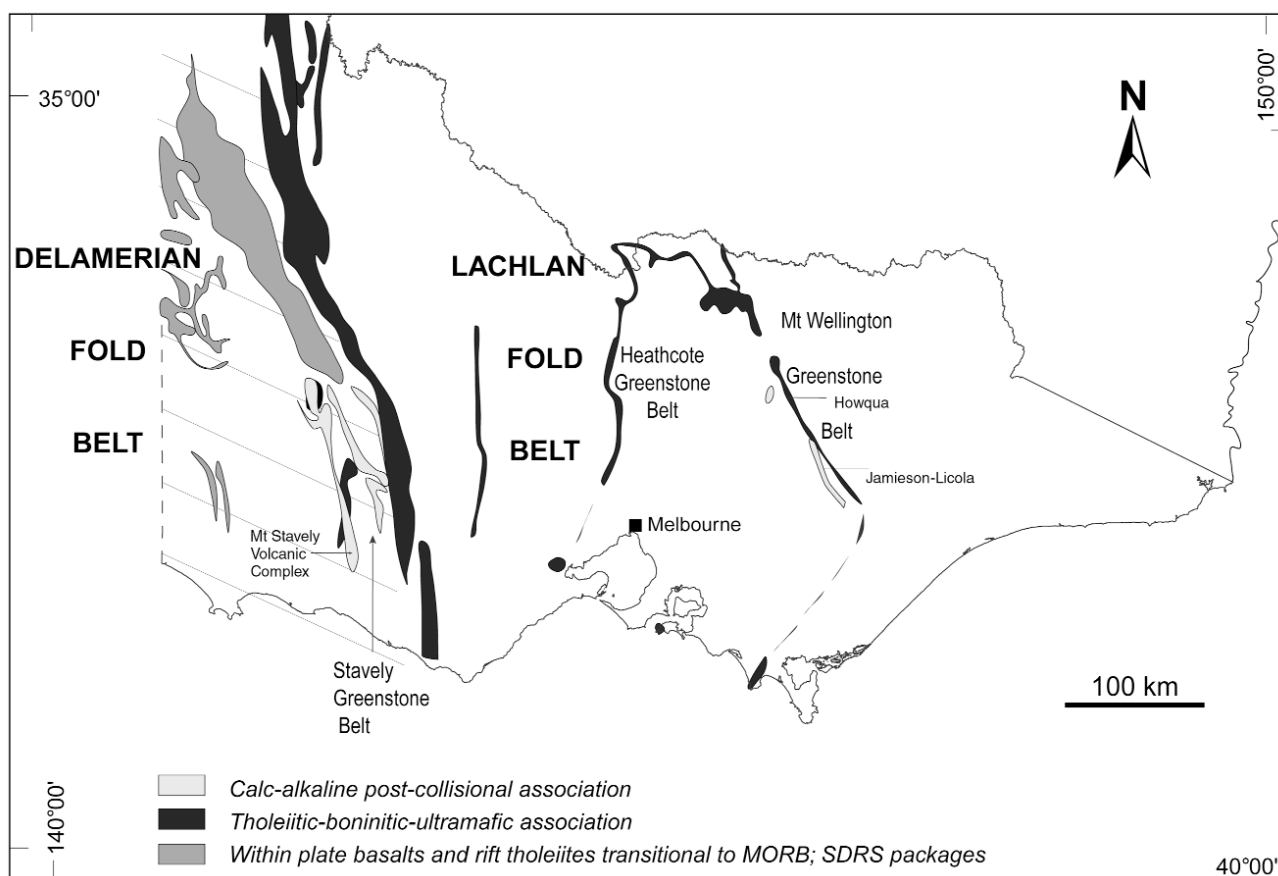 35°00'
150°00'
N
DELAMERIAN
FOLD
BELT
LACHLAN
FOLD
BELT
Heathcote
Greenstone
Belt
Mt Wellington
Greenstone
Howqua
Belt
Jamieson-Licola
Mt Stavely
Volcanic
Complex
Melbourne
Stavely
Greenstone
Belt
100 km
Calc-alkaline post-collisional association
Tholeiitic-boninitic-ultramafic association
Within plate basalts and rift tholeiites transitional to MORB; SDRS packages
140°00'
40°00'